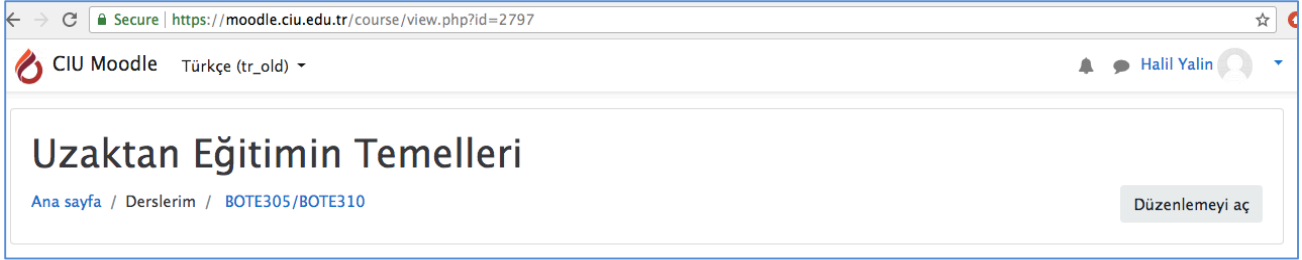 Secure | https://moodle.ciu.edu.tr/course/view.php?id=2797
CIU Moodle Türkçe (tr_old) Halil Yalin
Uzaktan Eğitimin Temelleri
Ana sayfa / Derslerim / BOTE305/BOTE310
Düzenlemeyi aç